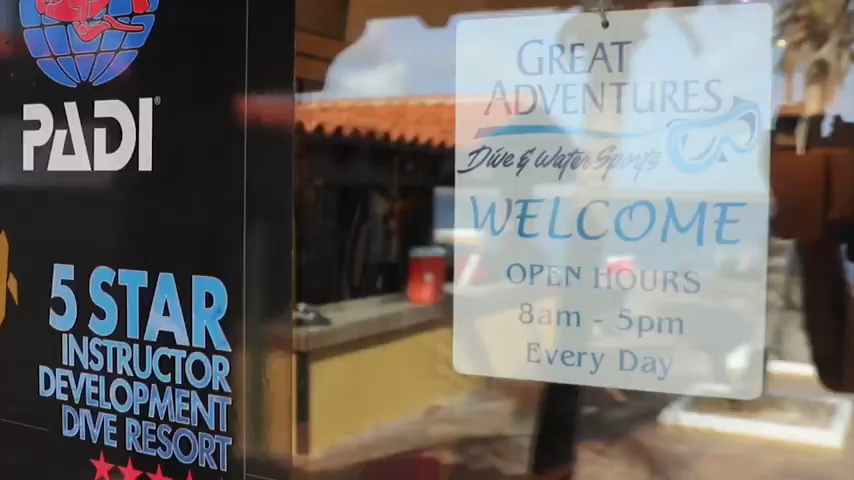 PADI®
5 STAR
INSTRUCTOR
DEVELOPMENT
DIVE RESORT
GREAT
ADVENTURES
Dive & Water Sports
WELCOME
OPEN HOURS
8am - 5pm
Every Day